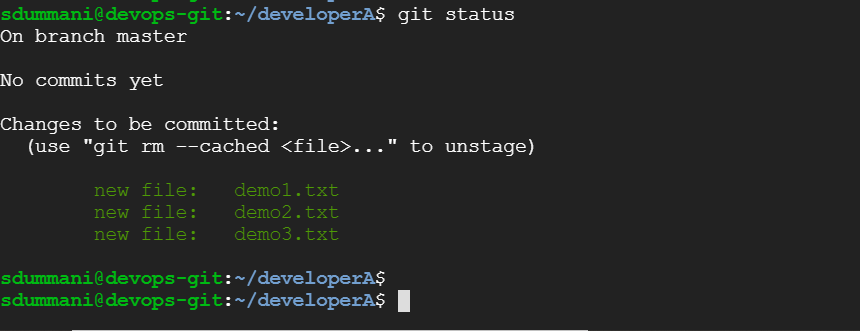 sdummani@devops-git:~/developerA$ git status
On branch master
No commits yet
Changes to be committed:
(use "git rm --cached <file>..." to unstage)
new file: demo1.txt
new file: demo2.txt
new file: demo3.txt
sdummani@devops-git:~/developerA$
sdummani@devops-git:~/developerA$